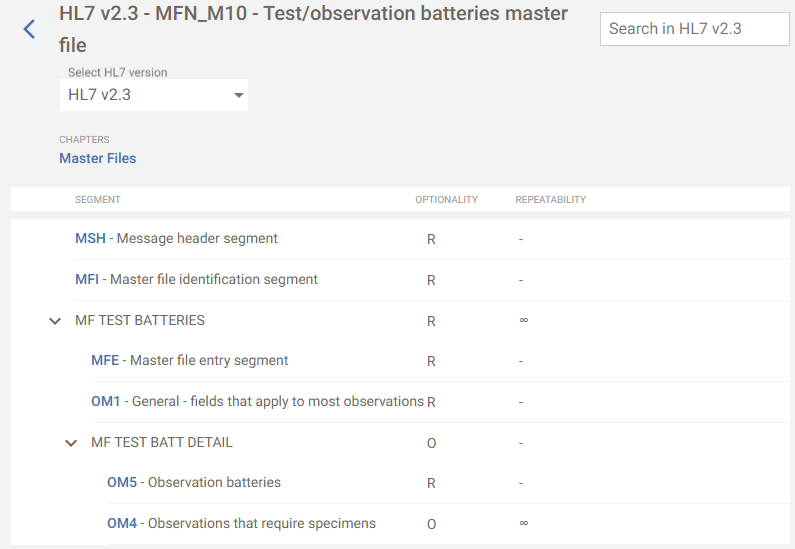 HL7 v2.3 - MFN_M10 - Test/observation batteries master
file
Search in HL7 v2.3
Select HL7 version
HL7 v2.3
CHAPTERS
Master Files
SEGMENT OPTIONALITY REPEATABILITY
MSH - Message header segment R -
MFI - Master file identification segment R -
MF TEST BATTERIES R ∞
MFE - Master file entry segment R -
OM1 - General - fields that apply to most observations R -
MF TEST BATT DETAIL O -
OM5 - Observation batteries R -
OM4 - Observations that require specimens O ∞